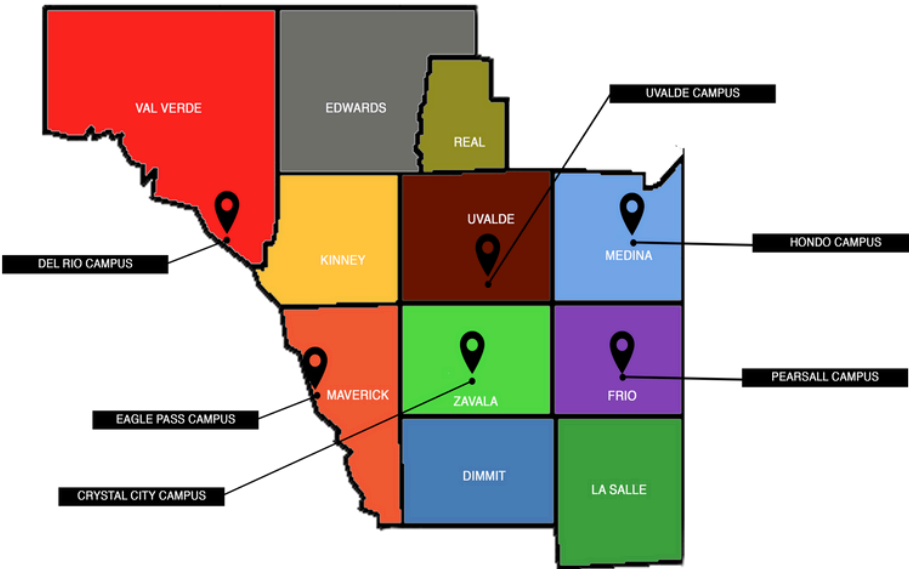 VAL VERDE
EDWARDS
REAL
UVALDE CAMPUS
UVALDE
KINNEY
MEDINA
HONDO CAMPUS
DEL RIO CAMPUS
MAVERICK
ZAVALA
FRIO
PEARSALL CAMPUS
EAGLE PASS CAMPUS
DIMMIT
LA SALLE
CRYSTAL CITY CAMPUS